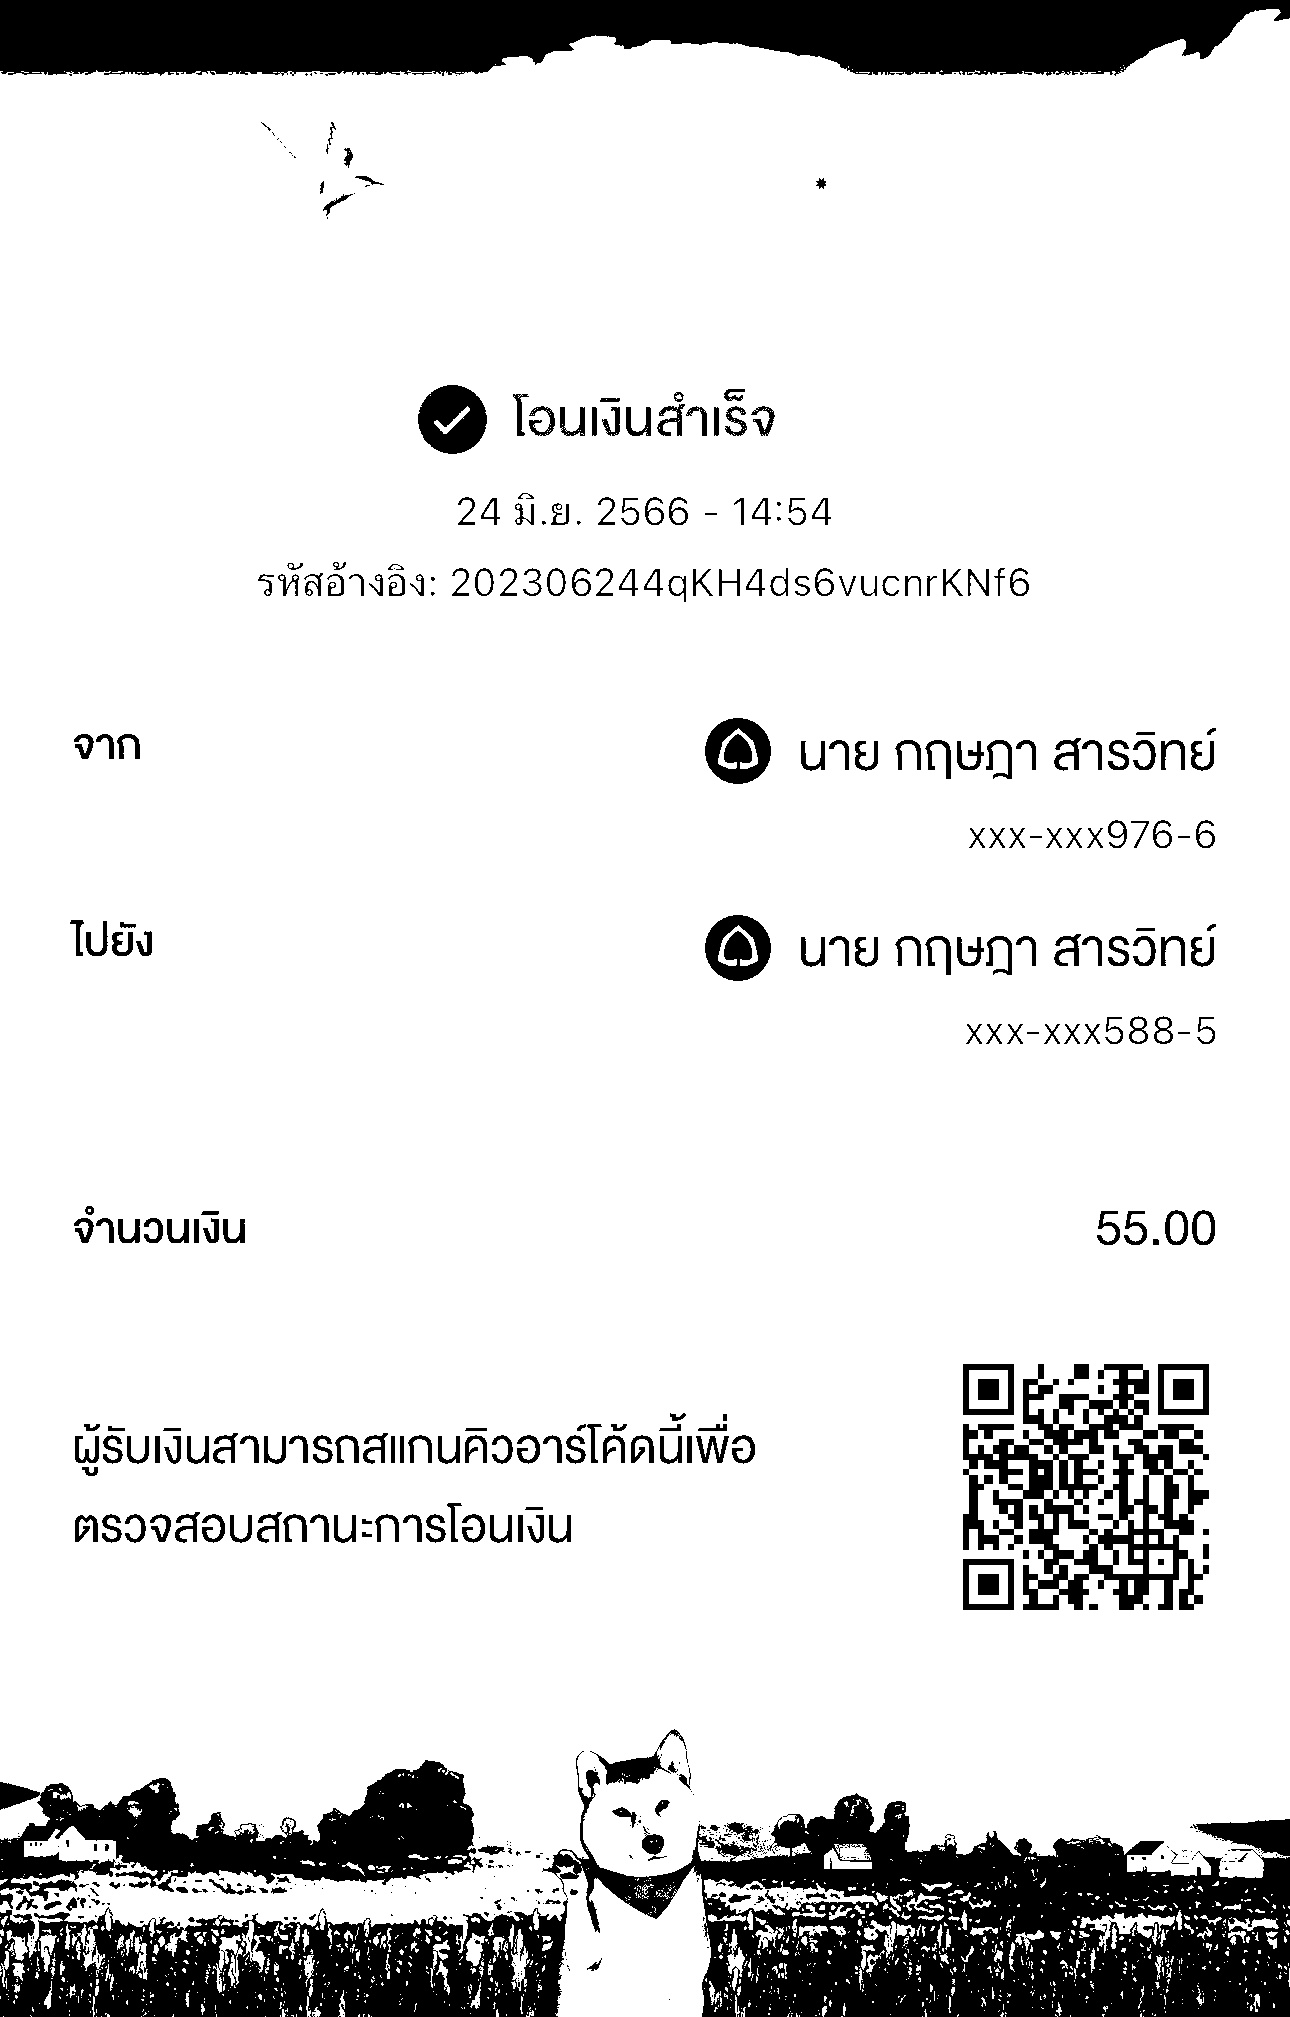 โอนเงินสำเร็จ
24 มิ.ย. 2566 - 14:54
รหัสอ้างอิง: 202306244qKH4ds6vucnrKNf6
จาก
นาย กฤษฎา สารวิทย์
xxx-xxx976-6
ไปยัง
นาย กฤษฎา สารวิทย์
xxx-xxx588-5
จำนวนเงิน 55.00
ผู้รับเงินสามารถสแกนคิวอาร์โค้ดนี้เพื่อ
ตรวจสอบสถานะการโอนเงิน